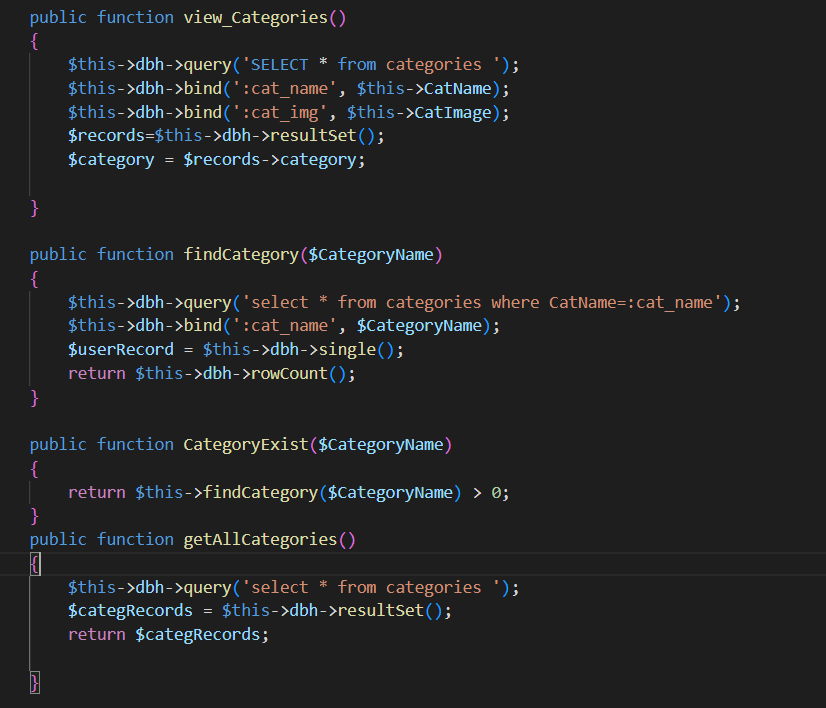 public function view_Categories()
{
$this->dbh->query('SELECT * from categories ');
$this->dbh->bind(':cat_name', $this->CatName);
$this->dbh->bind(':cat_img', $this->CatImage);
$records=$this->dbh->resultSet();
$category = $records->category;
}
public function findCategory($CategoryName)
{
$this->dbh->query('select * from categories where CatName=:cat_name');
$this->dbh->bind(':cat_name', $CategoryName);
$userRecord = $this->dbh->single();
return $this->dbh->rowCount();
}
public function CategoryExist($CategoryName)
{
return $this->findCategory($CategoryName) > 0;
}
public function getAllCategories()
{
$this->dbh->query('select * from categories ');
$categRecords = $this->dbh->resultSet();
return $categRecords;
}